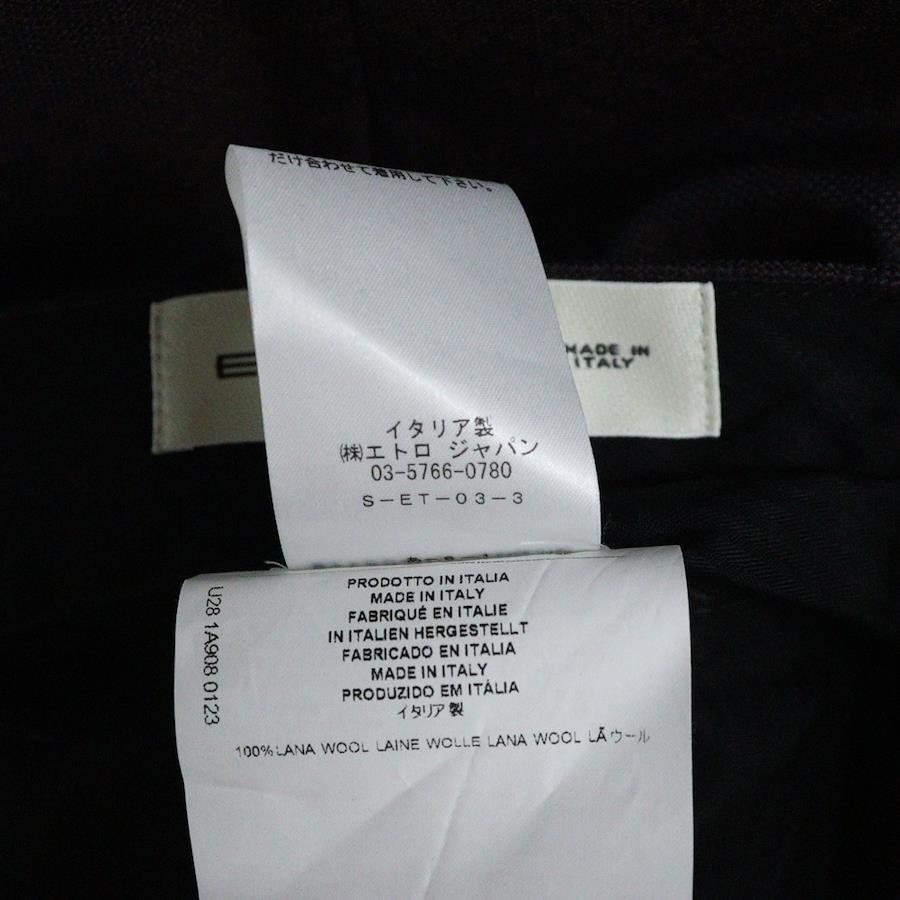 だけ合わせて着用して下さい。
MADE IN
ITALY
イタリア製
㈱エトロ ジャパン
03-5766-0780
S-ET-03-3
PRODOTTO IN ITALIA
MADE IN ITALY
FABRIQUÉ EN ITALIE
IN ITALIEN HERGESTELLT
FABRICADO EN ITALIA
MADE IN ITALY
PRODUZIDO EM ITÁLIA
イタリア製
U28 1A908 0123
100%LANA WOOL LAINE WOLLE LANA WOOL LÃ ウール